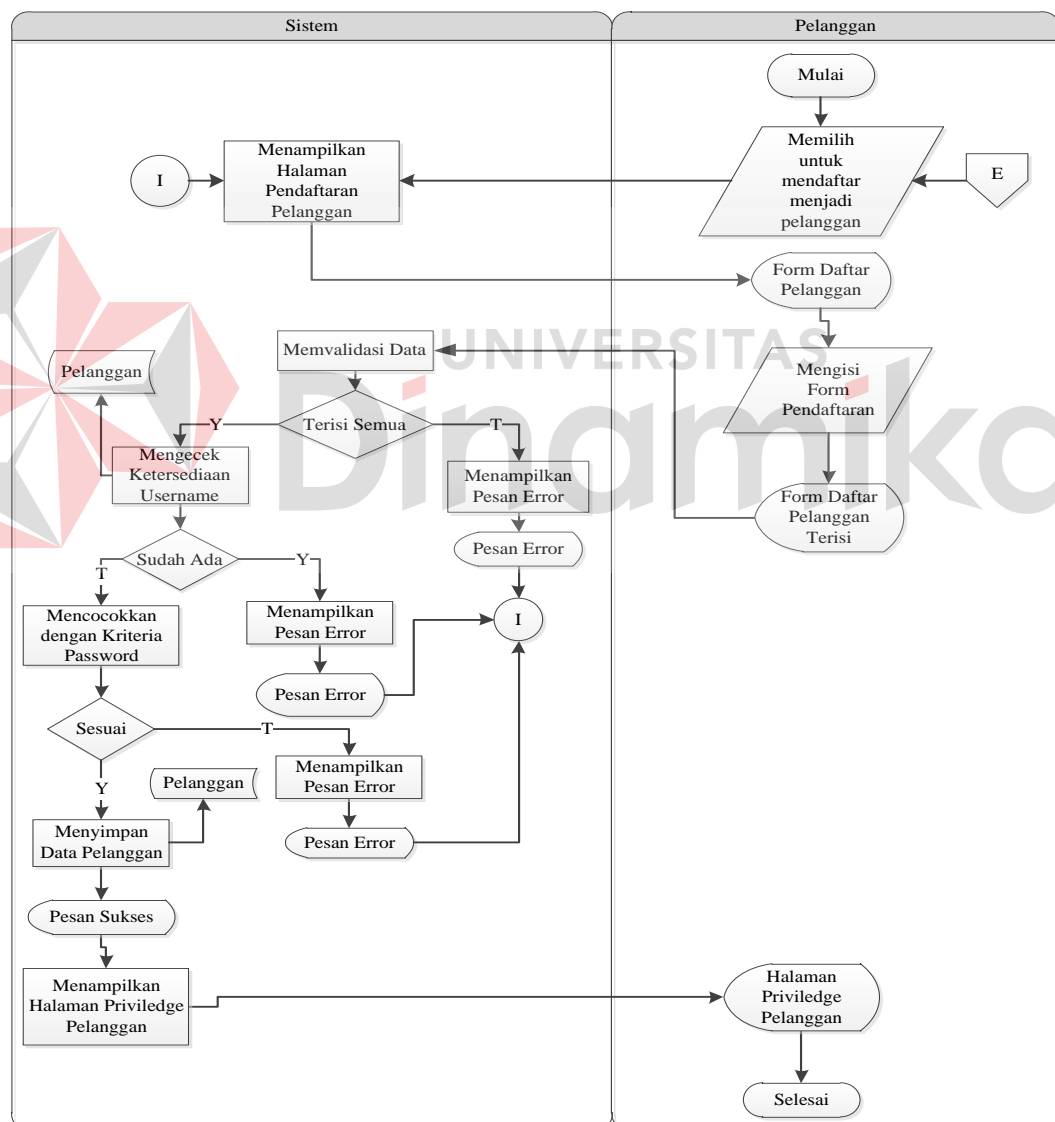 Sistem
Pelanggan
Mulai
Memilih
untuk
mendaftar
menjadi
pelanggan
E
I
Menampilkan
Halaman
Pendaftaran
Pelanggan
Form Daftar
Pelanggan
UNIVERSITAS
Dinamika
Memvalidasi Data
Mengisi
Form
Pendaftaran
Pelanggan
Terisi Semua
Y
T
Mengecek
Ketersediaan
Username
Menampilkan
Pesan Error
Form Daftar
Pelanggan
Terisi
Pesan Error
Sudah Ada
T
Y
Mencocokkan
dengan Kriteria
Password
Menampilkan
Pesan Error
I
Pesan Error
Sesuai
T
Y
Menampilkan
Pesan Error
Pelanggan
Menyimpan
Data Pelanggan
Pesan Error
Pesan Sukses
Menampilkan
Halaman Priviledge
Pelanggan
Halaman
Priviledge
Pelanggan
Selesai